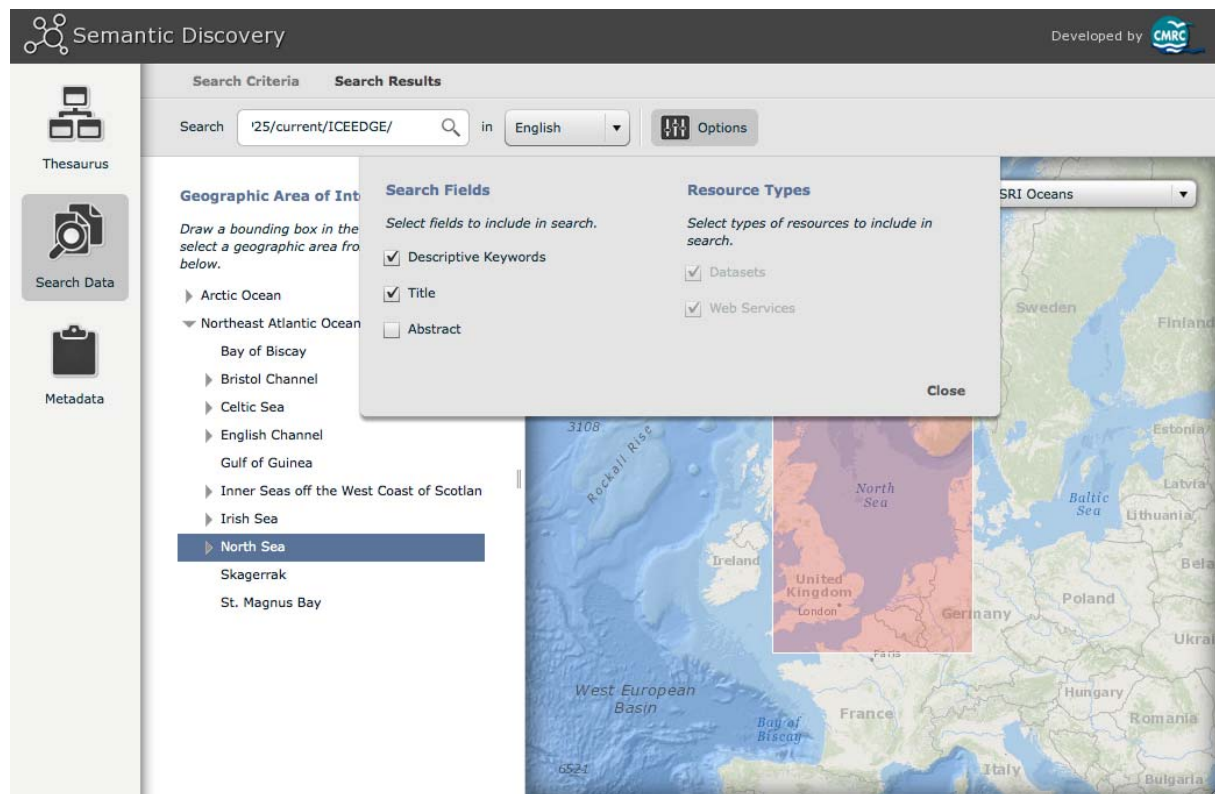 Semantic Discovery
Developed by CMRC
Search Criteria Search Results
Search '25/current/ICEEDGE/ in English Options
Thesaurus
Search Data
Metadata
Geographic Area of Int
Draw a bounding box in the
select a geographic area fro
below.
Arctic Ocean
Northeast Atlantic Ocean
Bay of Biscay
Bristol Channel
Celtic Sea
English Channel
Gulf of Guinea
Inner Seas off the West Coast of Scotlan
Irish Sea
North Sea
Skagerrak
St. Magnus Bay
Search Fields
Select fields to include in search.
Descriptive Keywords
Title
Abstract
Resource Types
Select types of resources to include in
search.
Datasets
Web Services
Close
SRI Oceans
Sweden
Finland
3108
Rockall Rise
Estonia
North
Sea
Latvia
Baltic
Sea
Lithuania
Ireland
Bela
United
Kingdom
London
Poland
Germany
Ukra
Paris
West European
Basin
Hungary
France
Romania
Bay of
Biscay
6521
Italy
Bulgaria